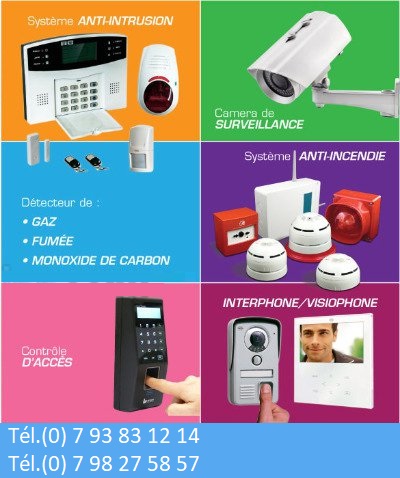 Système ANTI-INTRUSION
Camera de
SURVEILLANCE
Système ANTI-INCENDIE
Détecteur de :
• GAZ
• FUMÉE
• MONOXIDE DE CARBON
Contrôle
D'ACCÈS
INTERPHONE/VISIOPHONE
Tél.(0) 7 93 83 12 14
Tél.(0) 7 98 27 58 57